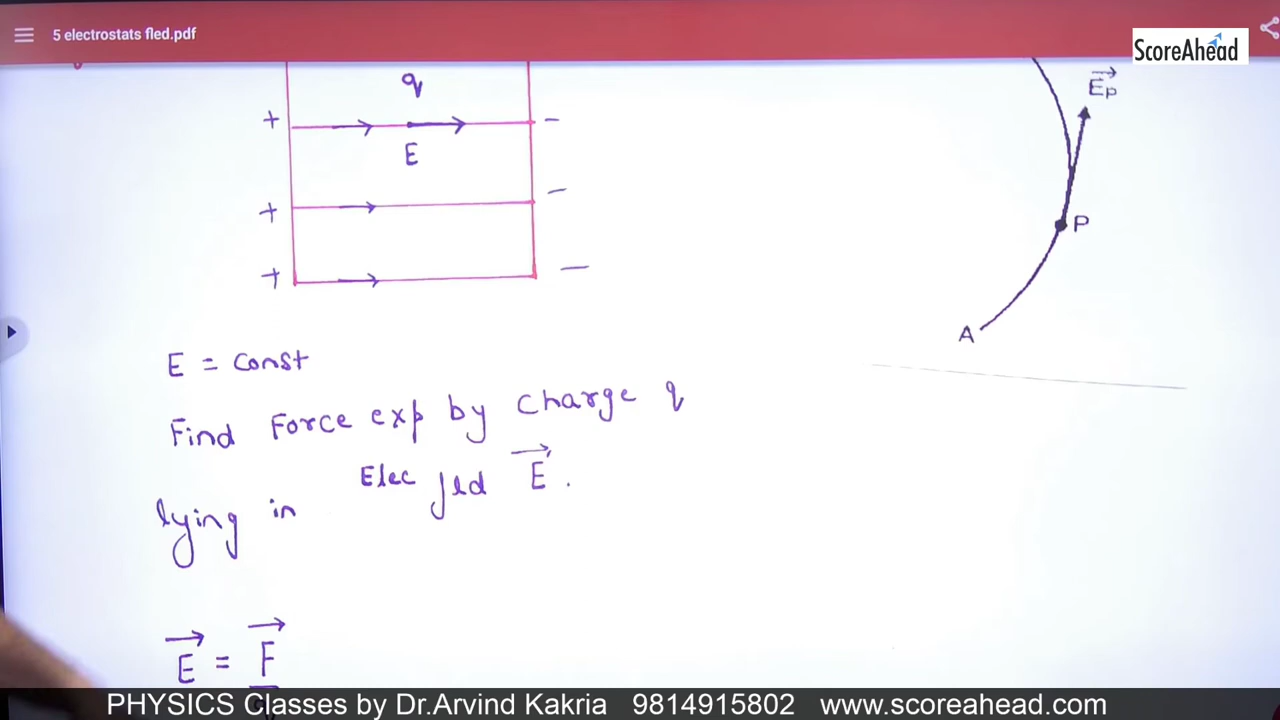 5 electrostats fled.pdf
ScoreAhead
q
E
+ -
+ -
+ -
E⃗P
P
A
E = Const
Find Force exp by Charge q
lying in Elec fld E⃗ .
E⃗ = F⃗
PHYSICS Classes by Dr.Arvind Kakria 9814915802 www.scoreahead.com